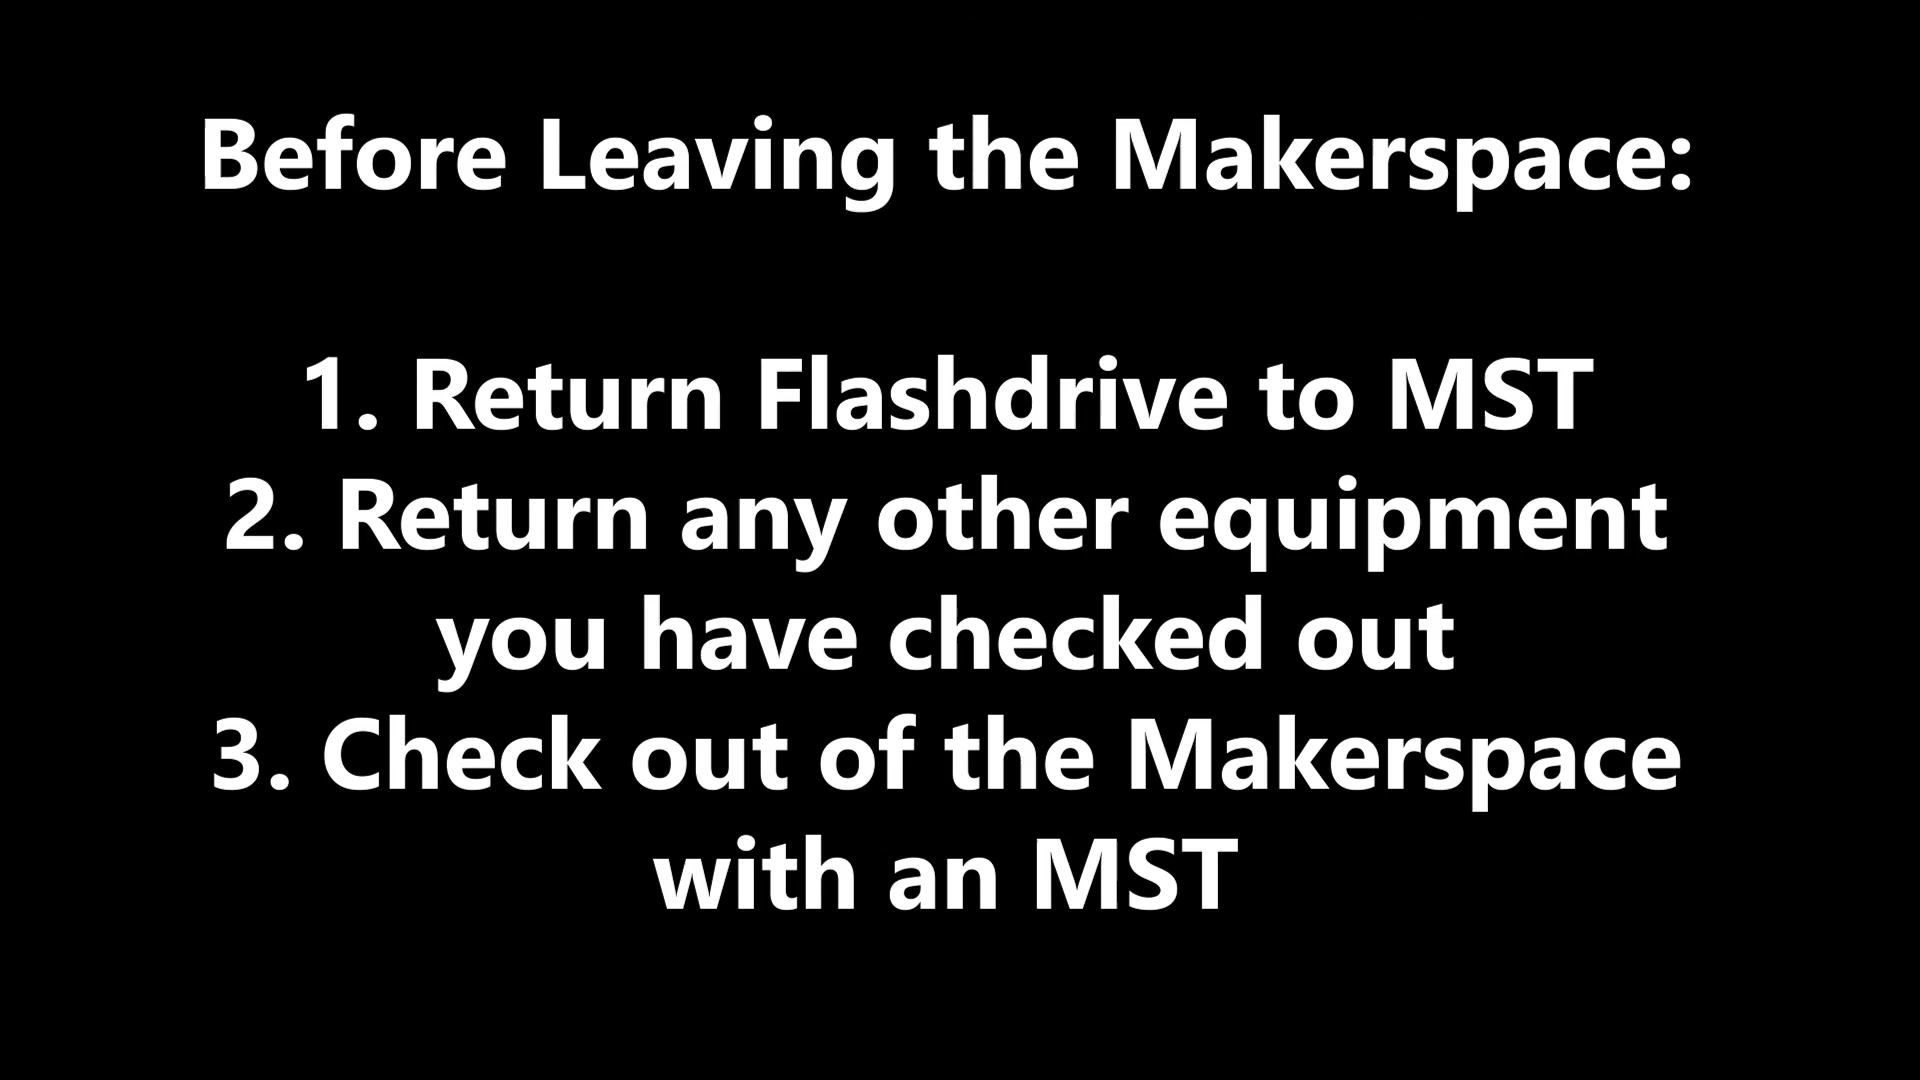 Before Leaving the Makerspace:
1. Return Flashdrive to MST
2. Return any other equipment
you have checked out
3. Check out of the Makerspace
with an MST